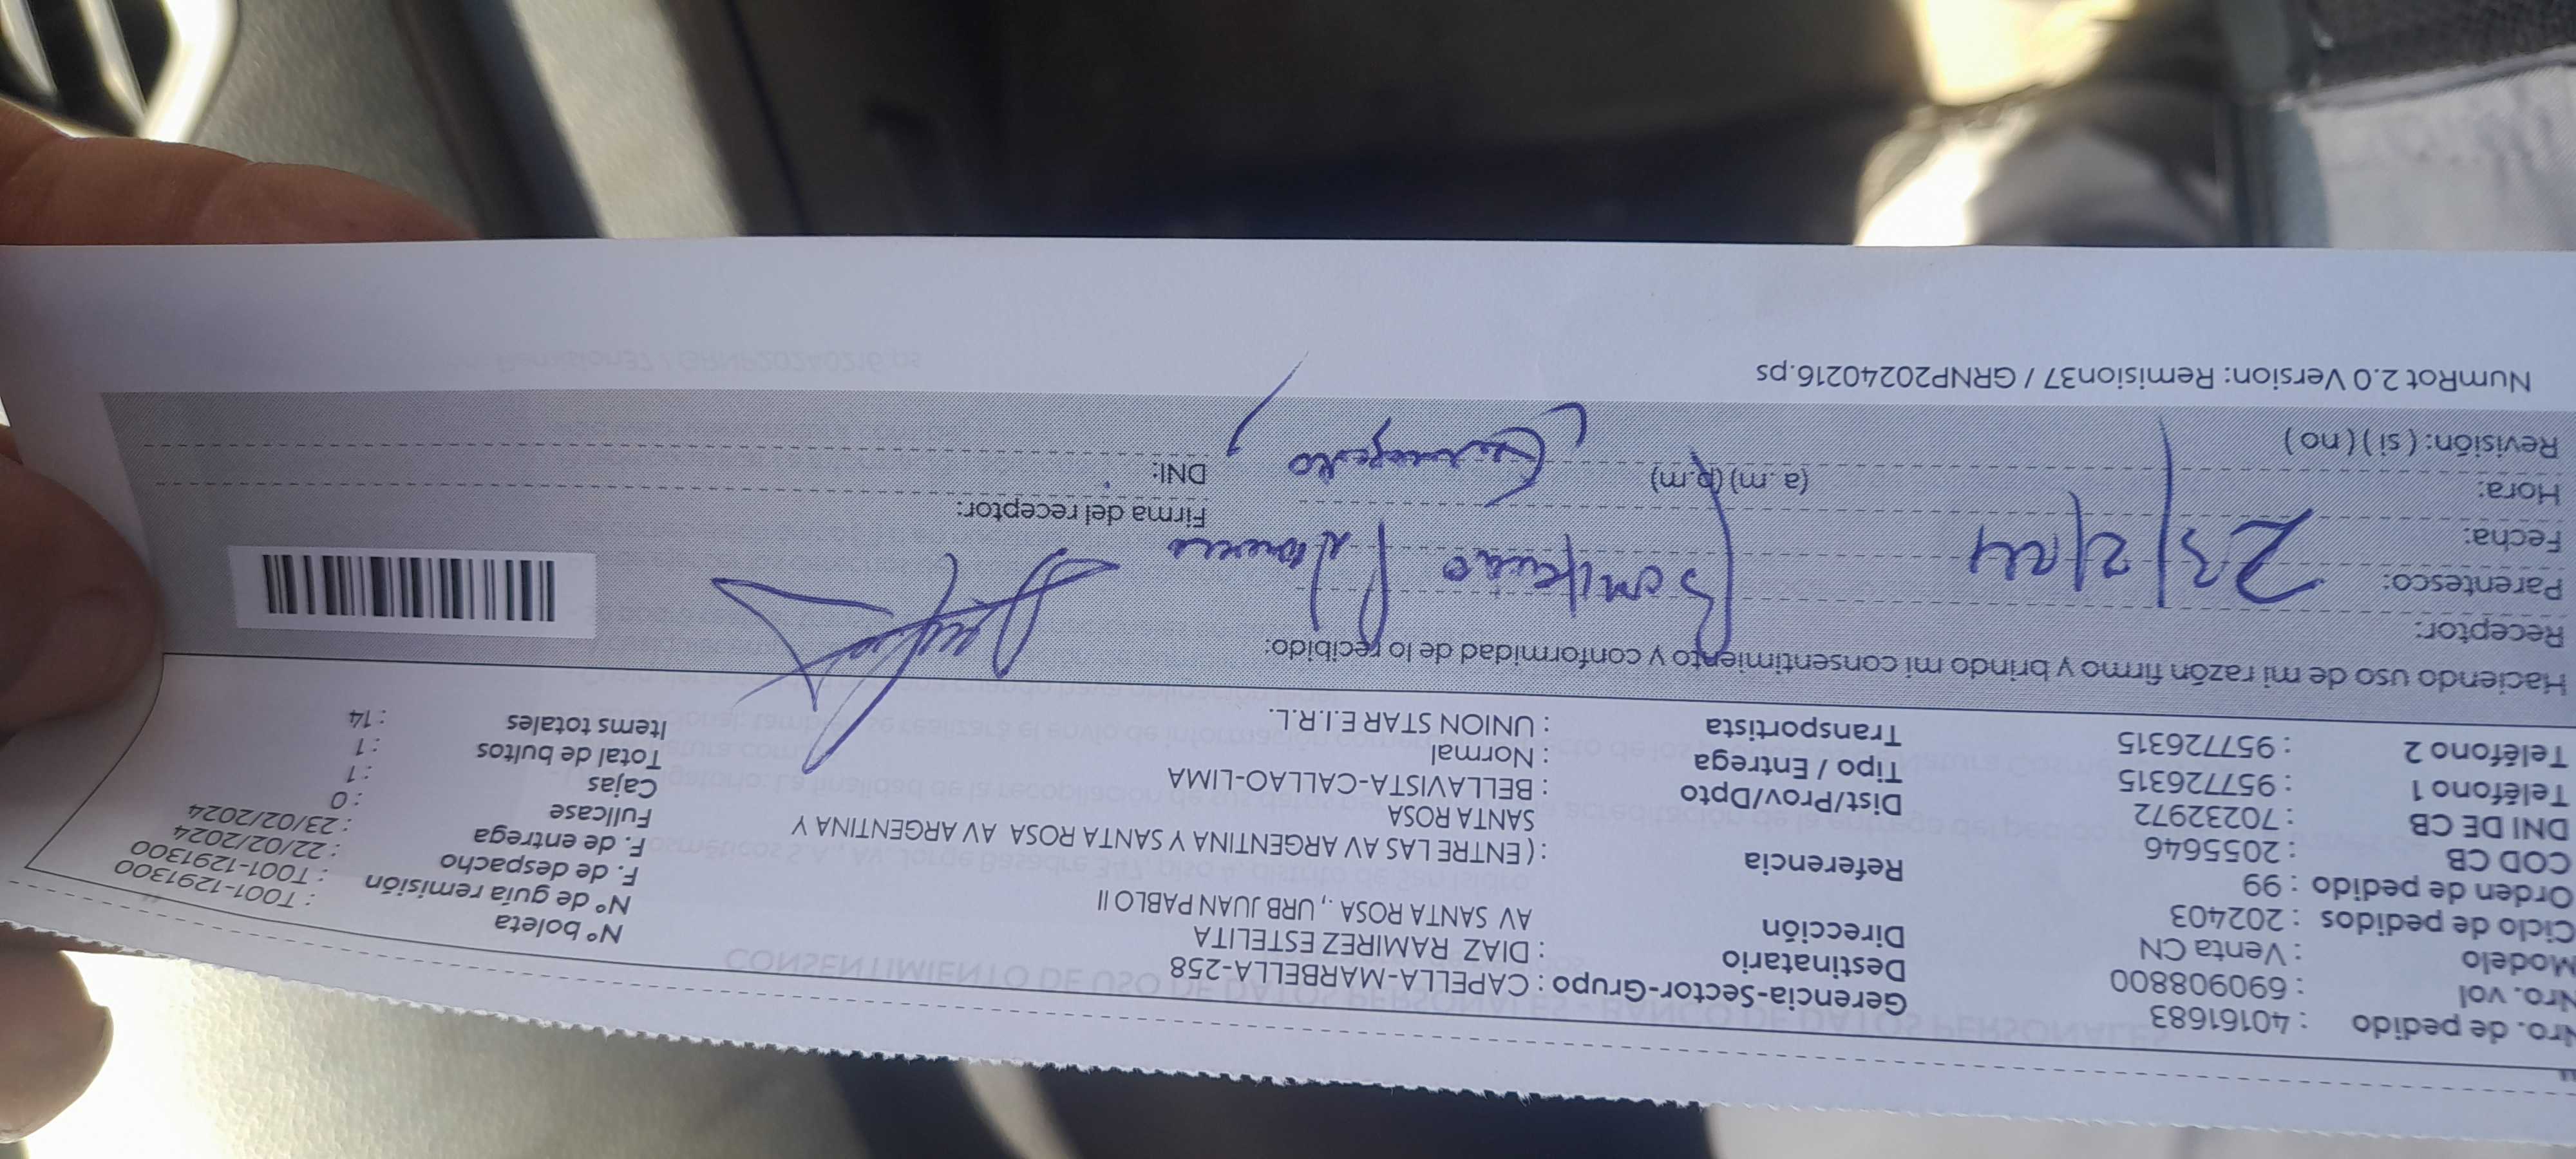 Nro. de pedido : 40161683
Nro. vol : 690908800
Modelo : Venta CN
Ciclo de pedidos : 202403
Orden de pedido : 99
COD CB : 2055646
DNI DE CB : 70232972
Teléfono 1 : 957726315
Teléfono 2 : 957726315
Gerencia-Sector-Grupo : CAPELLA-MARBELLA-258
Destinatario : DIAZ RAMIREZ ESTELITA
Dirección AV SANTA ROSA ., URB JUAN PABLO II
Referencia : ( ENTRE LAS AV ARGENTINA Y SANTA ROSA AV ARGENTINA Y
SANTA ROSA
Dist/Prov/Dpto : BELLAVISTA-CALLAO-LIMA
Tipo / Entrega : Normal
Transportista : UNION STAR E.I.R.L.
N° boleta : T001-1291300
N° de guía remisión : T001-1291300
F. de despacho : 22/02/2024
F. de entrega : 23/02/2024
Fullcase : 0
Cajas : 1
Total de bultos : 1
Items totales : 14
Haciendo uso de mi razón firmo y brindo mi consentimiento y conformidad de lo recibido:
Receptor:
Parentesco:
Fecha: 23/2/24
Hora: (a.m) (p.m)
Revisión: ( si ) ( no )
Firma del receptor:
DNI:
NumRot 2.0 Version: Remision37 / GRNP20240216.ps